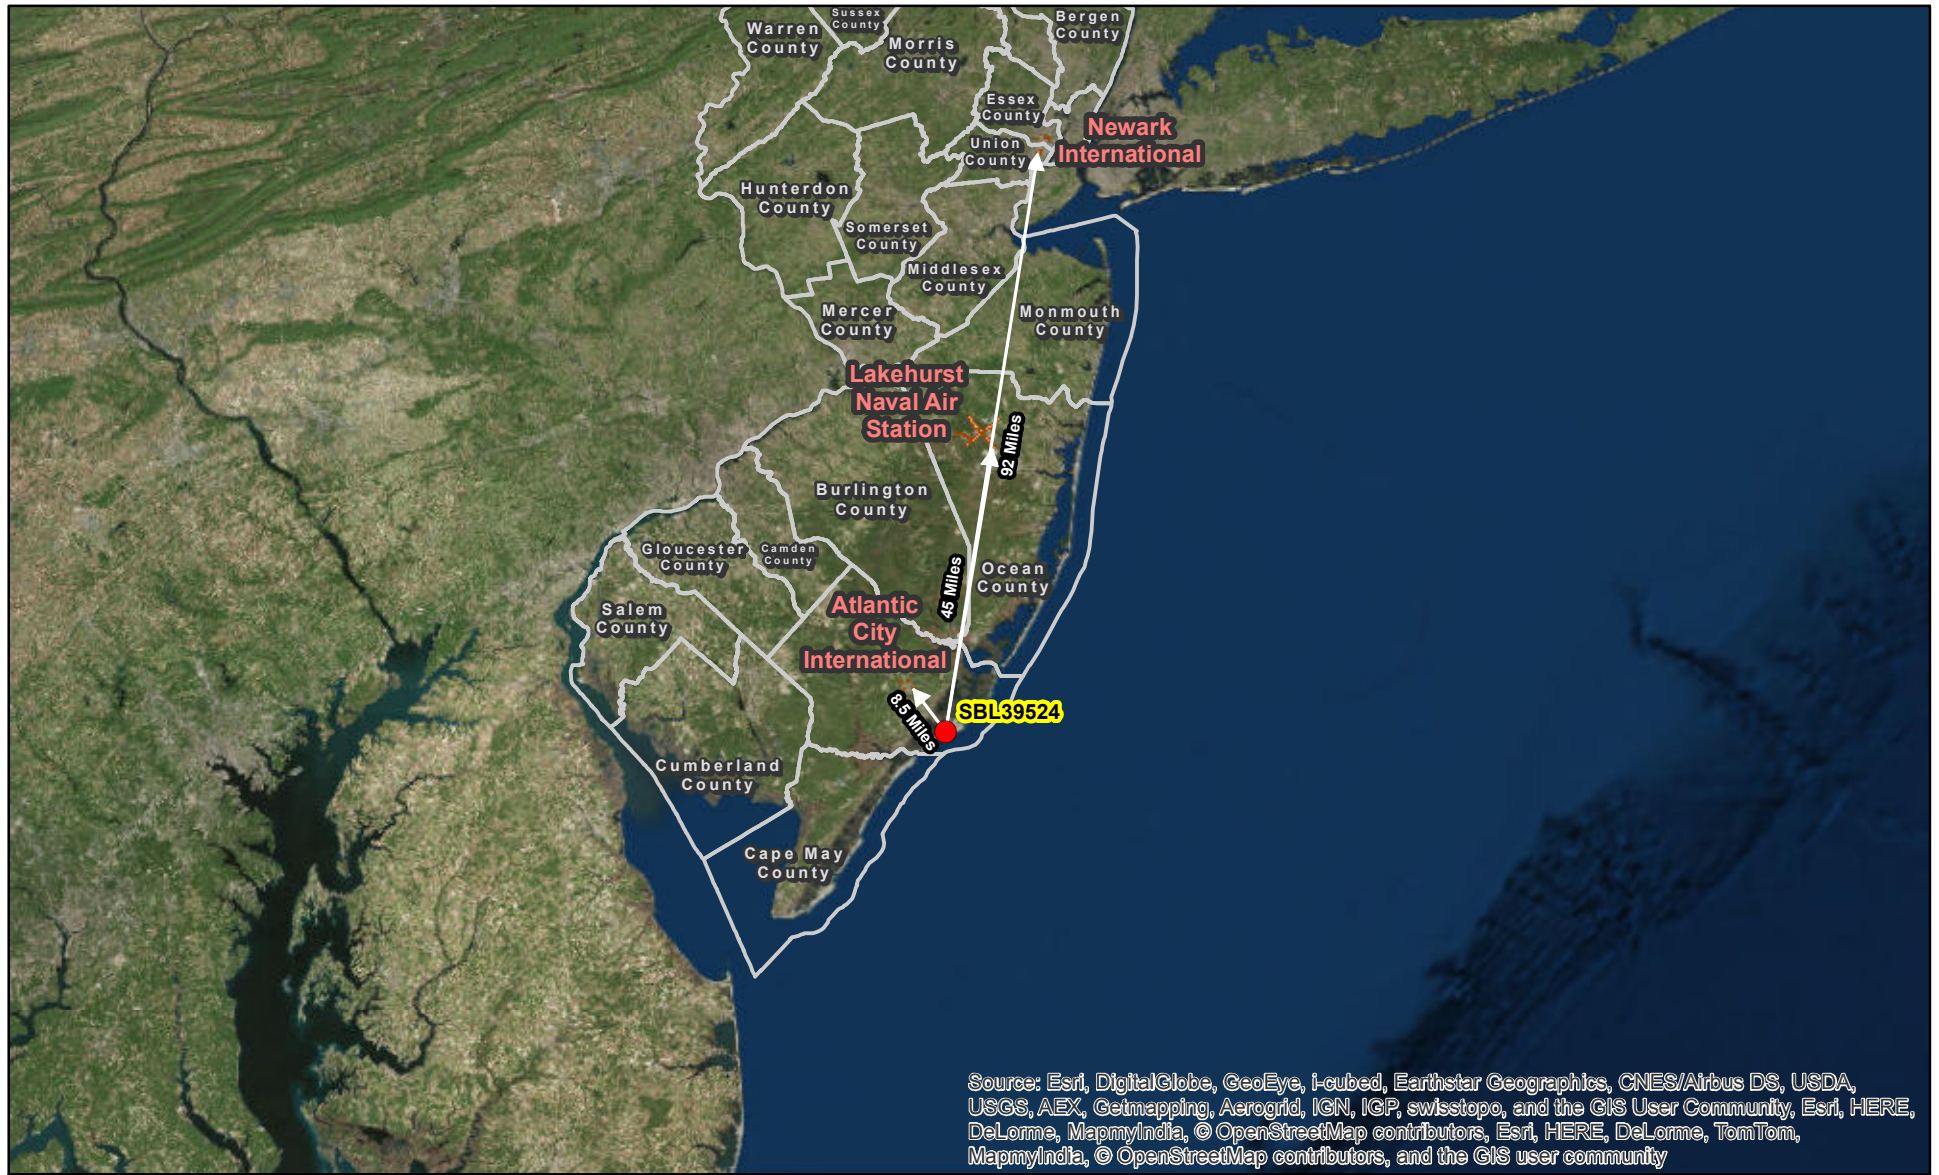 Sussex
County
Bergen
County
Warren
County
Morris
County
Essex
County
Newark
International
Union
County
Hunterdon
County
Somerset
County
Middlesex
County
Mercer
County
Monmouth
County
Lakehurst
Naval Air
Station
92 Miles
Burlington
County
Gloucester
County
Camden
County
45 Miles
Ocean
County
Salem
County
Atlantic
City
International
8.5 Miles
SBL39524
Cumberland
County
Cape May
County
Source: Esri, DigitalGlobe, GeoEye, i-cubed, Earthstar Geographics, CNES/Airbus DS, USDA,
USGS, AEX, Getmapping, Aerogrid, IGN, IGP, swisstopo, and the GIS User Community, Esri, HERE,
DeLorme, MapmyIndia, © OpenStreetMap contributors, Esri, HERE, DeLorme, TomTom,
MapmyIndia, © OpenStreetMap contributors, and the GIS user community